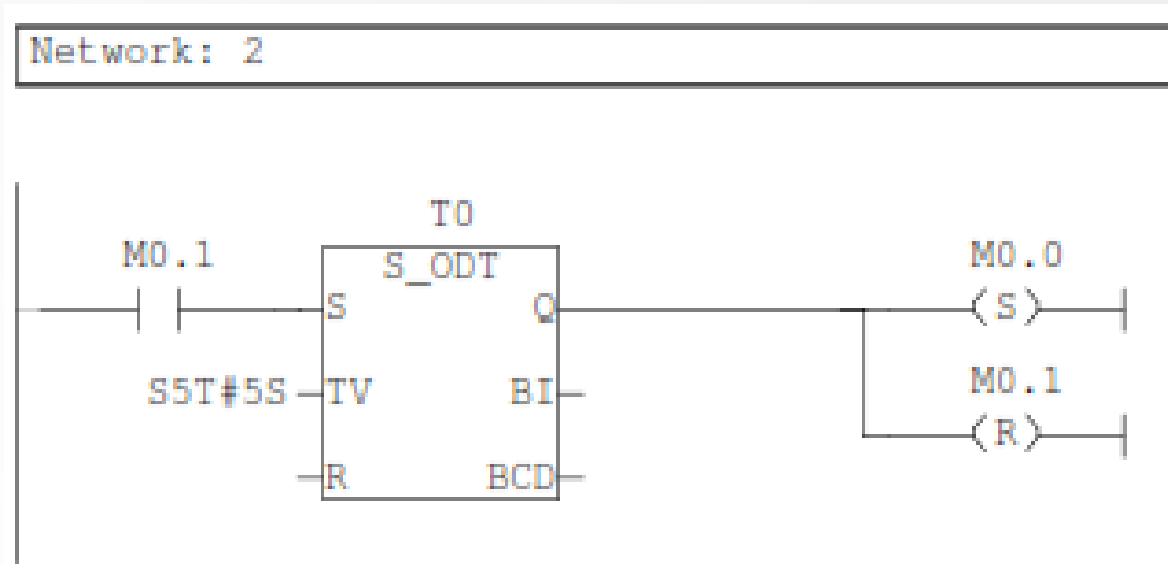 Network: 2
T0
M0.1
S_ODT
M0.0
S
Q
(S)
S5T#5S
TV
BI
M0.1
(R)
R
BCD